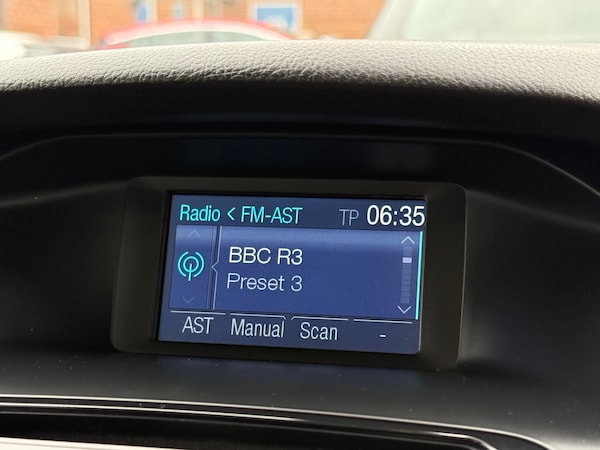 Radio < FM-AST TP 06:35
BBC R3
Preset 3
AST Manual Scan -